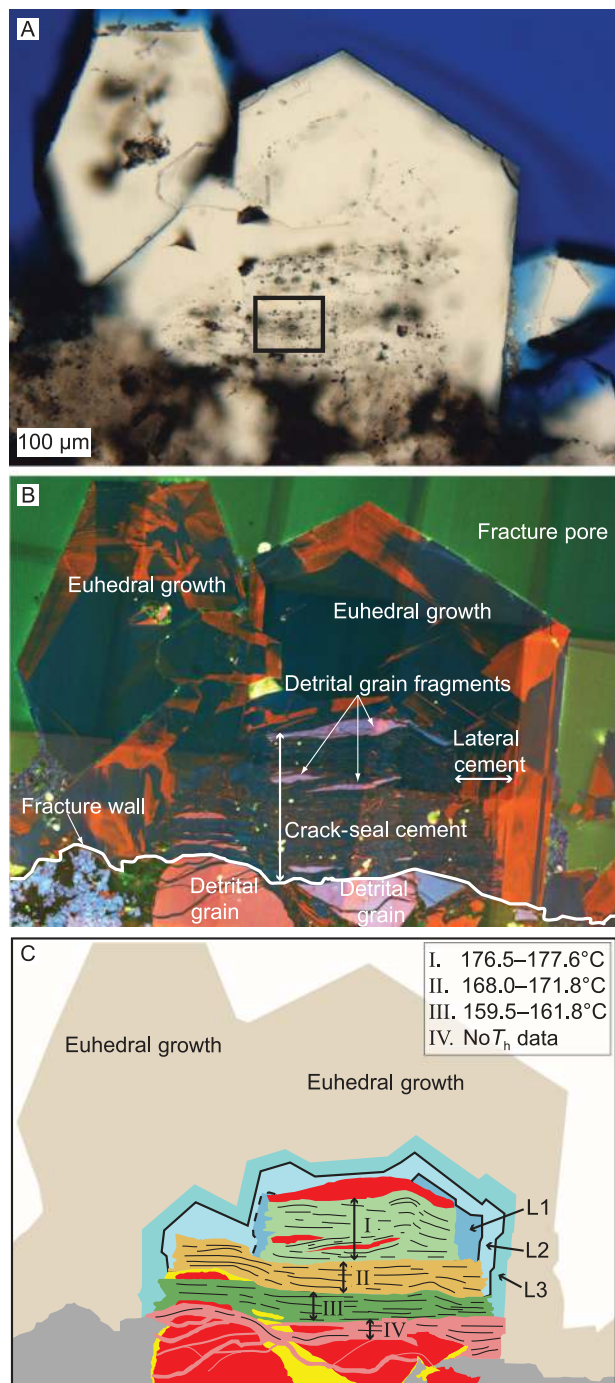 A
100 µm
B
Fracture pore
Euhedral growth
Euhedral growth
Detrital grain fragments
Lateral
cement
Fracture wall
Crack-seal cement
Detrital
grain
Detrital
grain
C
I. 176.5–177.6°C
II. 168.0–171.8°C
III. 159.5–161.8°C
IV. No Th data
Euhedral growth
Euhedral growth
L1
I
L2
II
L3
III
IV